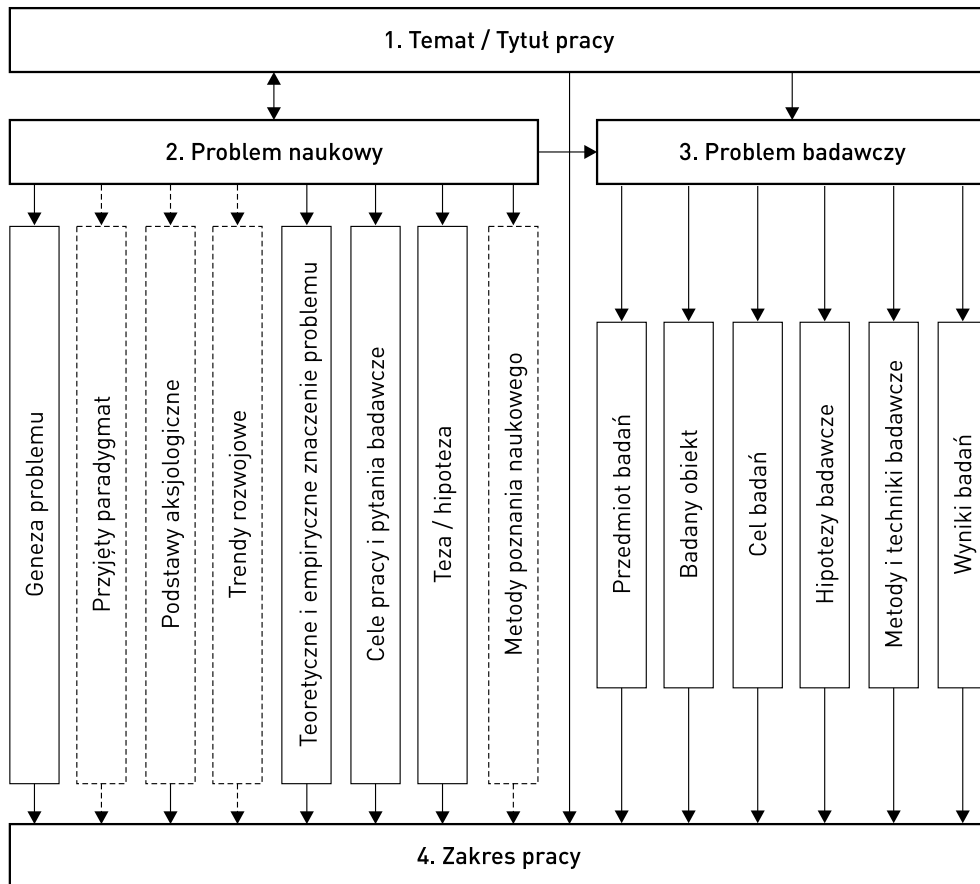 1. Temat / Tytuł pracy
2. Problem naukowy
3. Problem badawczy
Geneza problemu
Przyjęty paradygmat
Podstawy aksjologiczne
Trendy rozwojowe
Teoretyczne i empiryczne znaczenie problemu
Cele pracy i pytania badawcze
Teza / hipoteza
Metody poznania naukowego
Przedmiot badań
Badany obiekt
Cel badań
Hipotezy badawcze
Metody i techniki badawcze
Wyniki badań
4. Zakres pracy